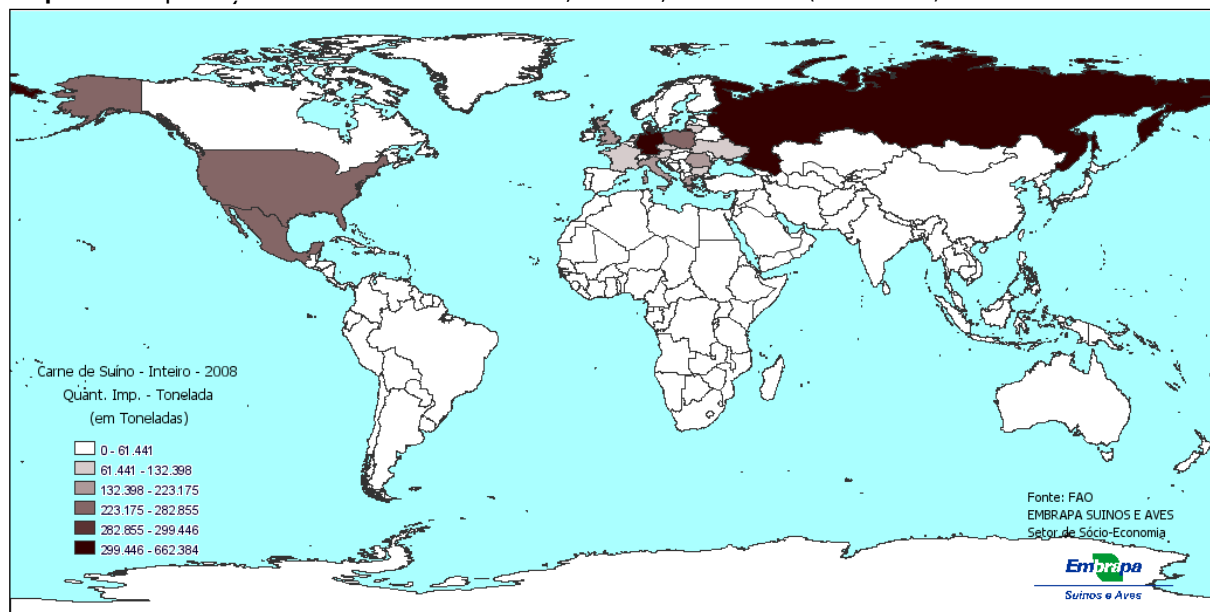 Carne de Suíno - Inteiro - 2008
Quant. Imp. - Tonelada
(em Toneladas)
0 - 61.441
61.441 - 132.398
132.398 - 223.175
223.175 - 282.855
282.855 - 299.446
299.446 - 662.384
Fonte: FAO
EMBRAPA SUINOS E AVES
Setor de Sócio-Economia
Embrapa
Suínos e Aves